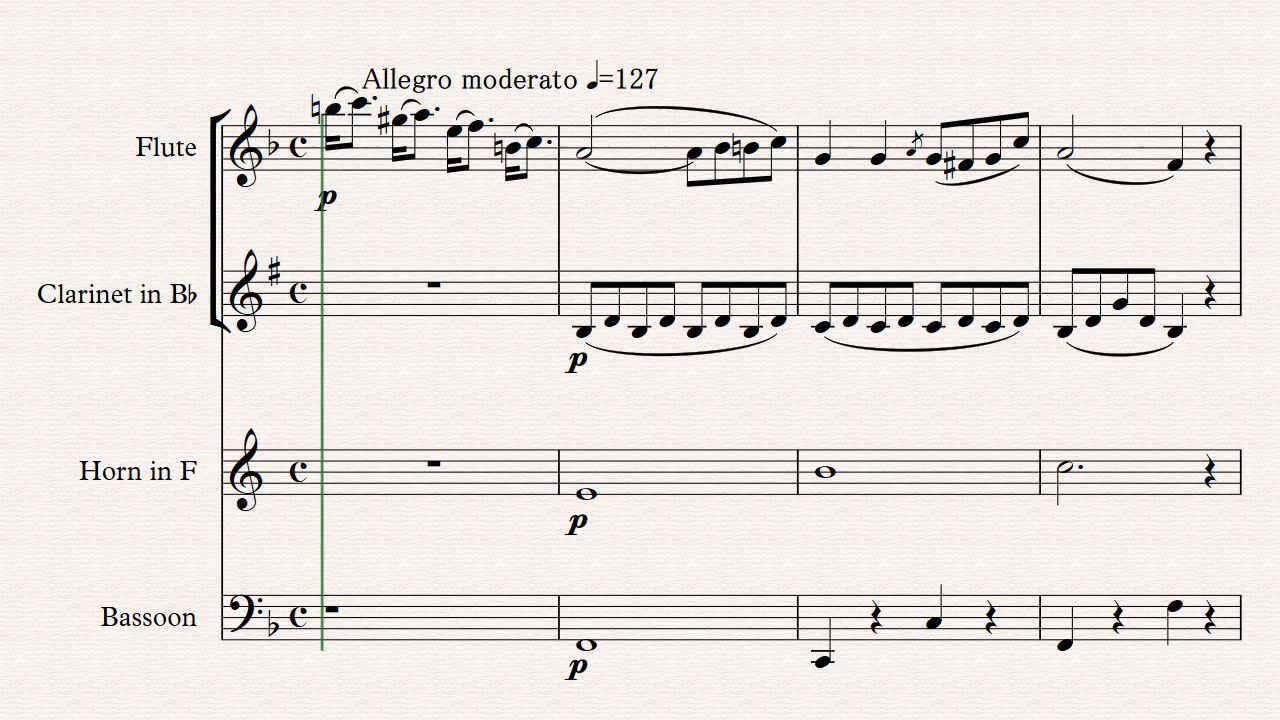 Allegro moderato ♩=127
Flute
p
Clarinet in B♭
p
Horn in F
p
Bassoon
p